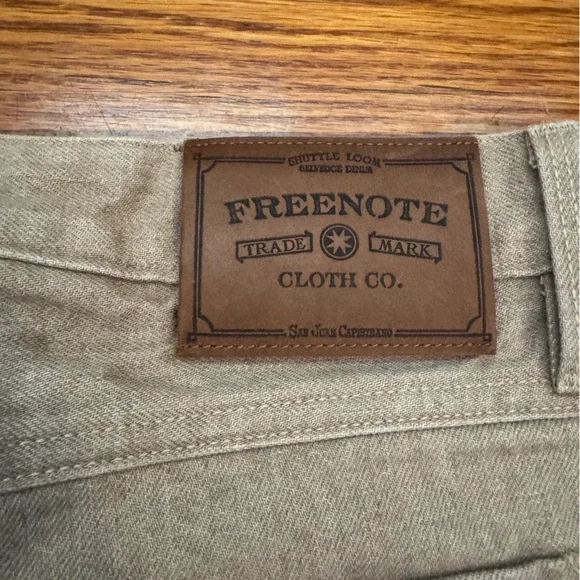 SHUTTLE LOOM
SELVEDGE DENIM
FREENOTE
TRADE MARK
CLOTH CO.
SAN JUAN CAPISTRANO